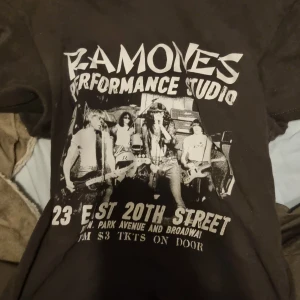 RAMONES
PERFORMANCE STUDIO
23 EAST 20TH STREET
PARK AVENUE AND BROADWAY
$3 TKTS ON DOOR